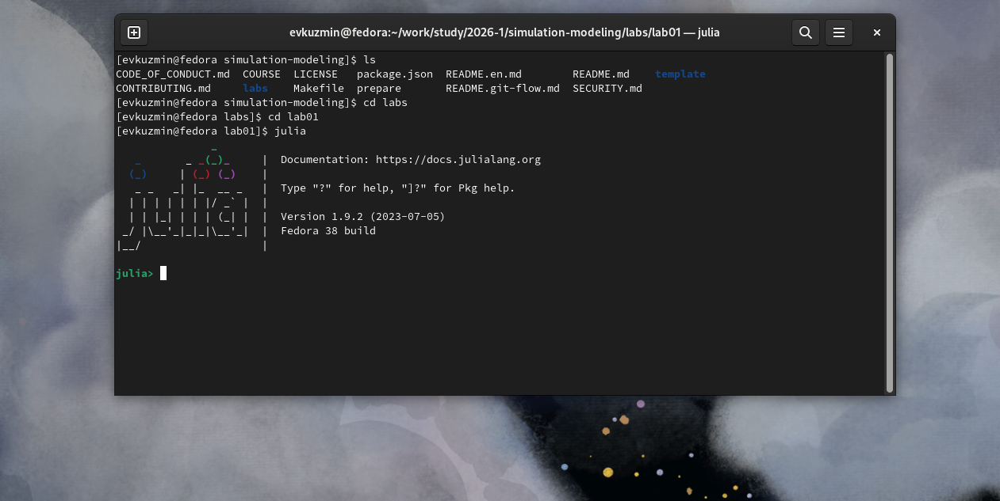 evkuzmin@fedora:~/work/study/2026-1/simulation-modeling/labs/lab01 — julia
[evkuzmin@fedora simulation-modeling]$ ls
CODE_OF_CONDUCT.md  COURSE  LICENSE   package.json  README.en.md        README.md    template
CONTRIBUTING.md     labs    Makefile  prepare       README.git-flow.md  SECURITY.md
[evkuzmin@fedora simulation-modeling]$ cd labs
[evkuzmin@fedora labs]$ cd lab01
[evkuzmin@fedora lab01]$ julia
               _
   _       _ _(_)_     |  Documentation: https://docs.julialang.org
  (_)     | (_) (_)    |
   _ _   _| |_  __ _   |  Type "?" for help, "]?" for Pkg help.
  | | | | | | |/ _` |  |
  | | |_| | | | (_| |  |  Version 1.9.2 (2023-07-05)
 _/ |\__'_|_|_|\__'_|  |  Fedora 38 build
|__/                   |
julia>